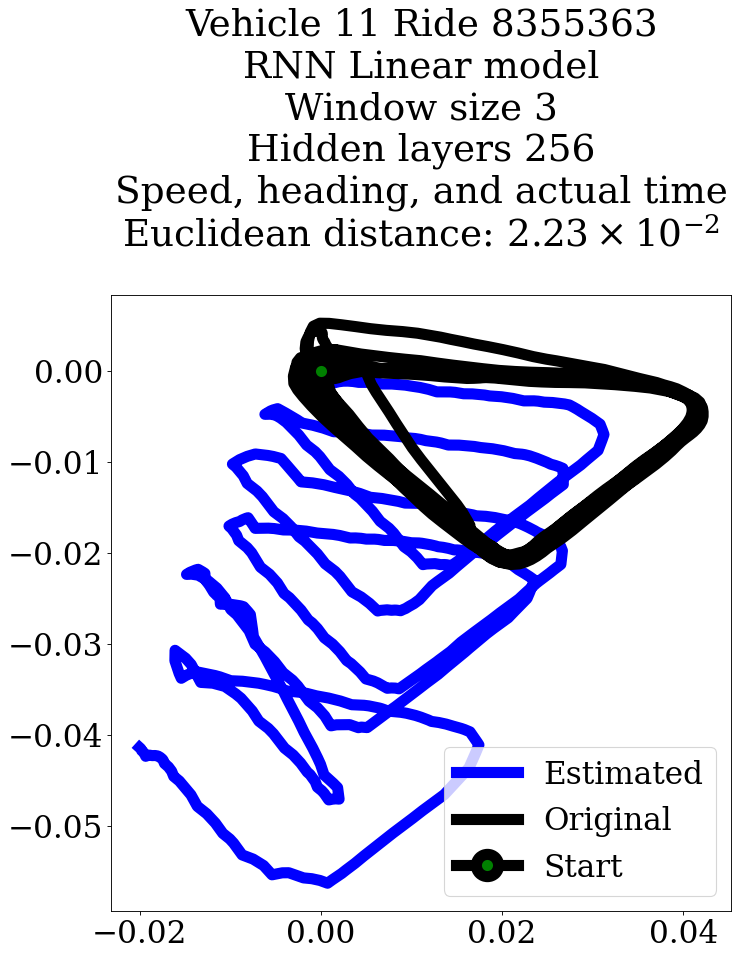 Vehicle 11 Ride 8355363
RNN Linear model
Window size 3
Hidden layers 256
Speed, heading, and actual time
Euclidean distance: 2.23 × 10⁻²
0.00
−0.01
−0.02
−0.03
−0.04
−0.05
Estimated
Original
Start
−0.02 0.00 0.02 0.04